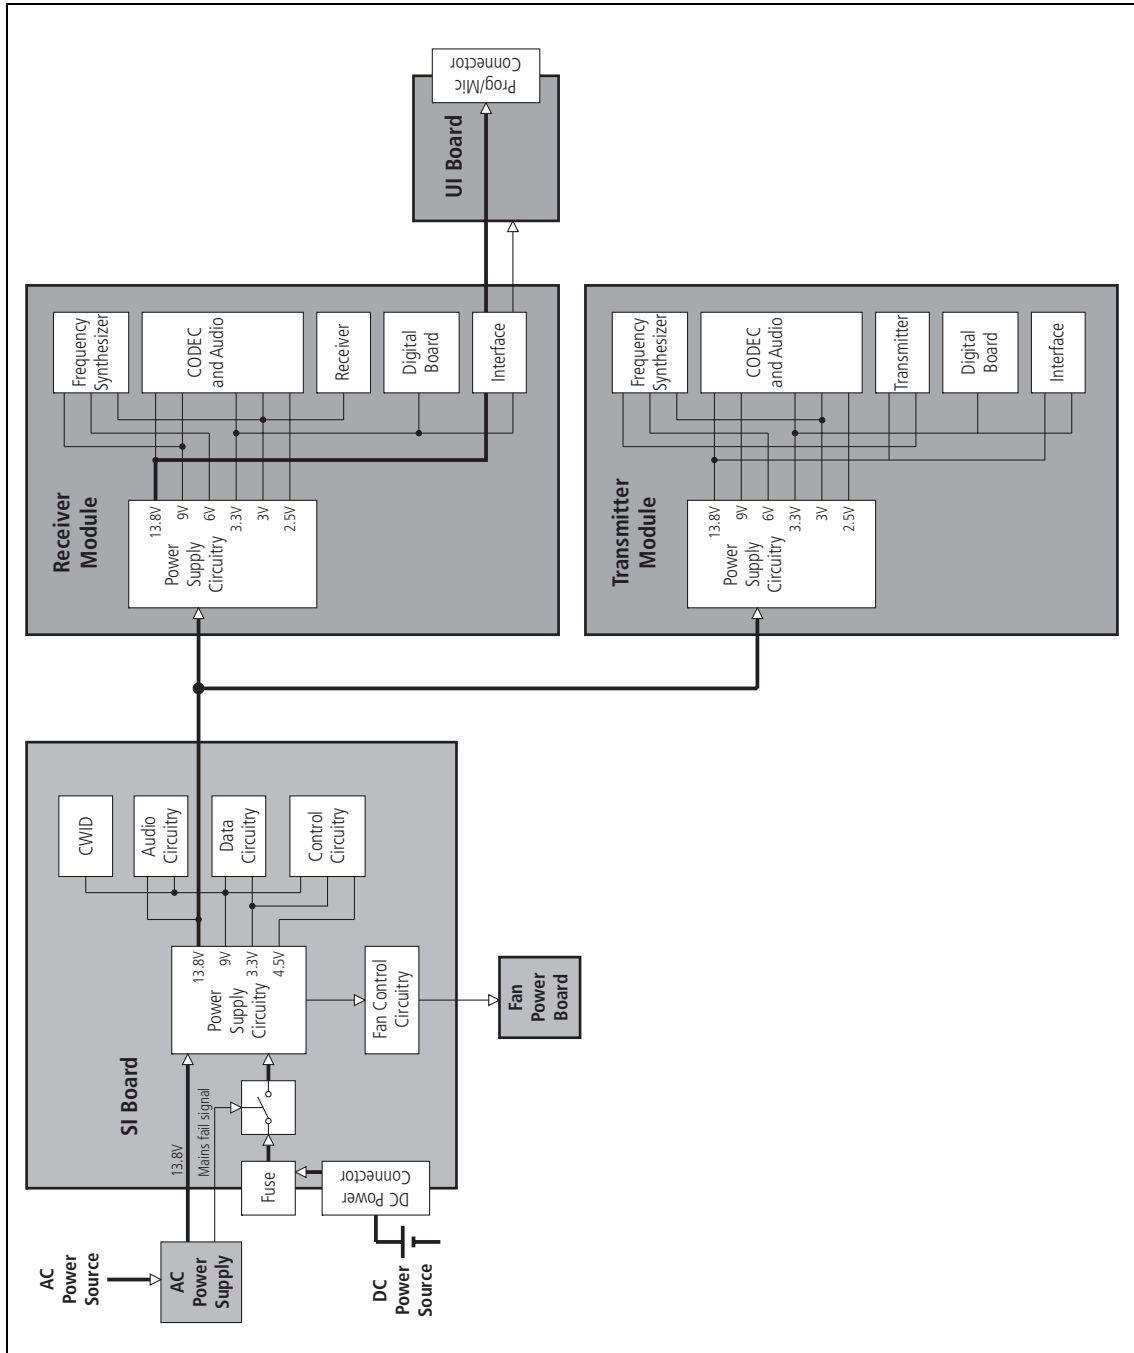 AC
Power
Source
AC
Power
Supply
DC
Power
Source
SI Board
13.8V
Mains fail signal
Fuse
DC Power
Connector
Power
Supply
Circuitry
13.8V
9V
3.3V
4.5V
CWID
Audio
Circuitry
Data
Circuitry
Control
Circuitry
Fan Control
Circuitry
Fan
Power
Board
Receiver
Module
Power
Supply
Circuitry
13.8V
9V
6V
3.3V
3V
2.5V
Frequency
Synthesizer
CODEC
and Audio
Receiver
Digital
Board
Interface
UI Board
Prog/Mic
Connector
Transmitter
Module
Power
Supply
Circuitry
13.8V
9V
6V
3.3V
3V
2.5V
Frequency
Synthesizer
CODEC
and Audio
Transmitter
Digital
Board
Interface